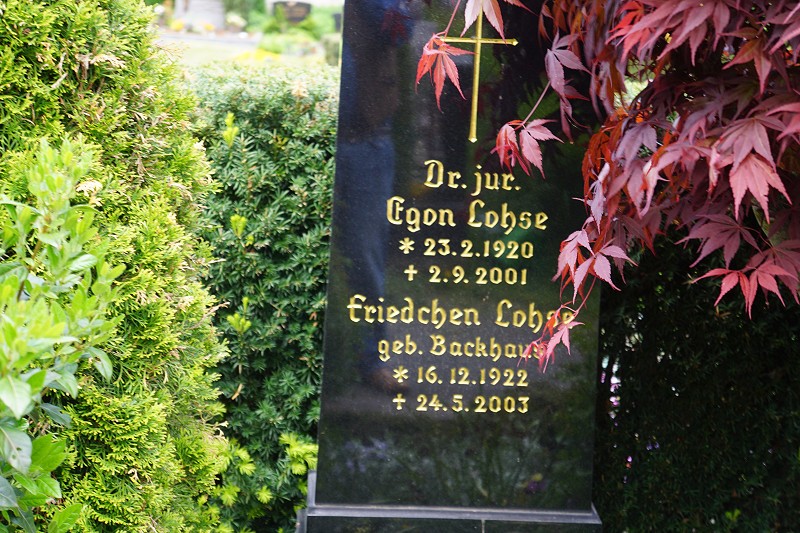 Dr. jur.
Egon Lohse
* 23.2.1920
† 2.9.2001
Friedchen Lohse
geb. Backhaus
* 16.12.1922
† 24.5.2003